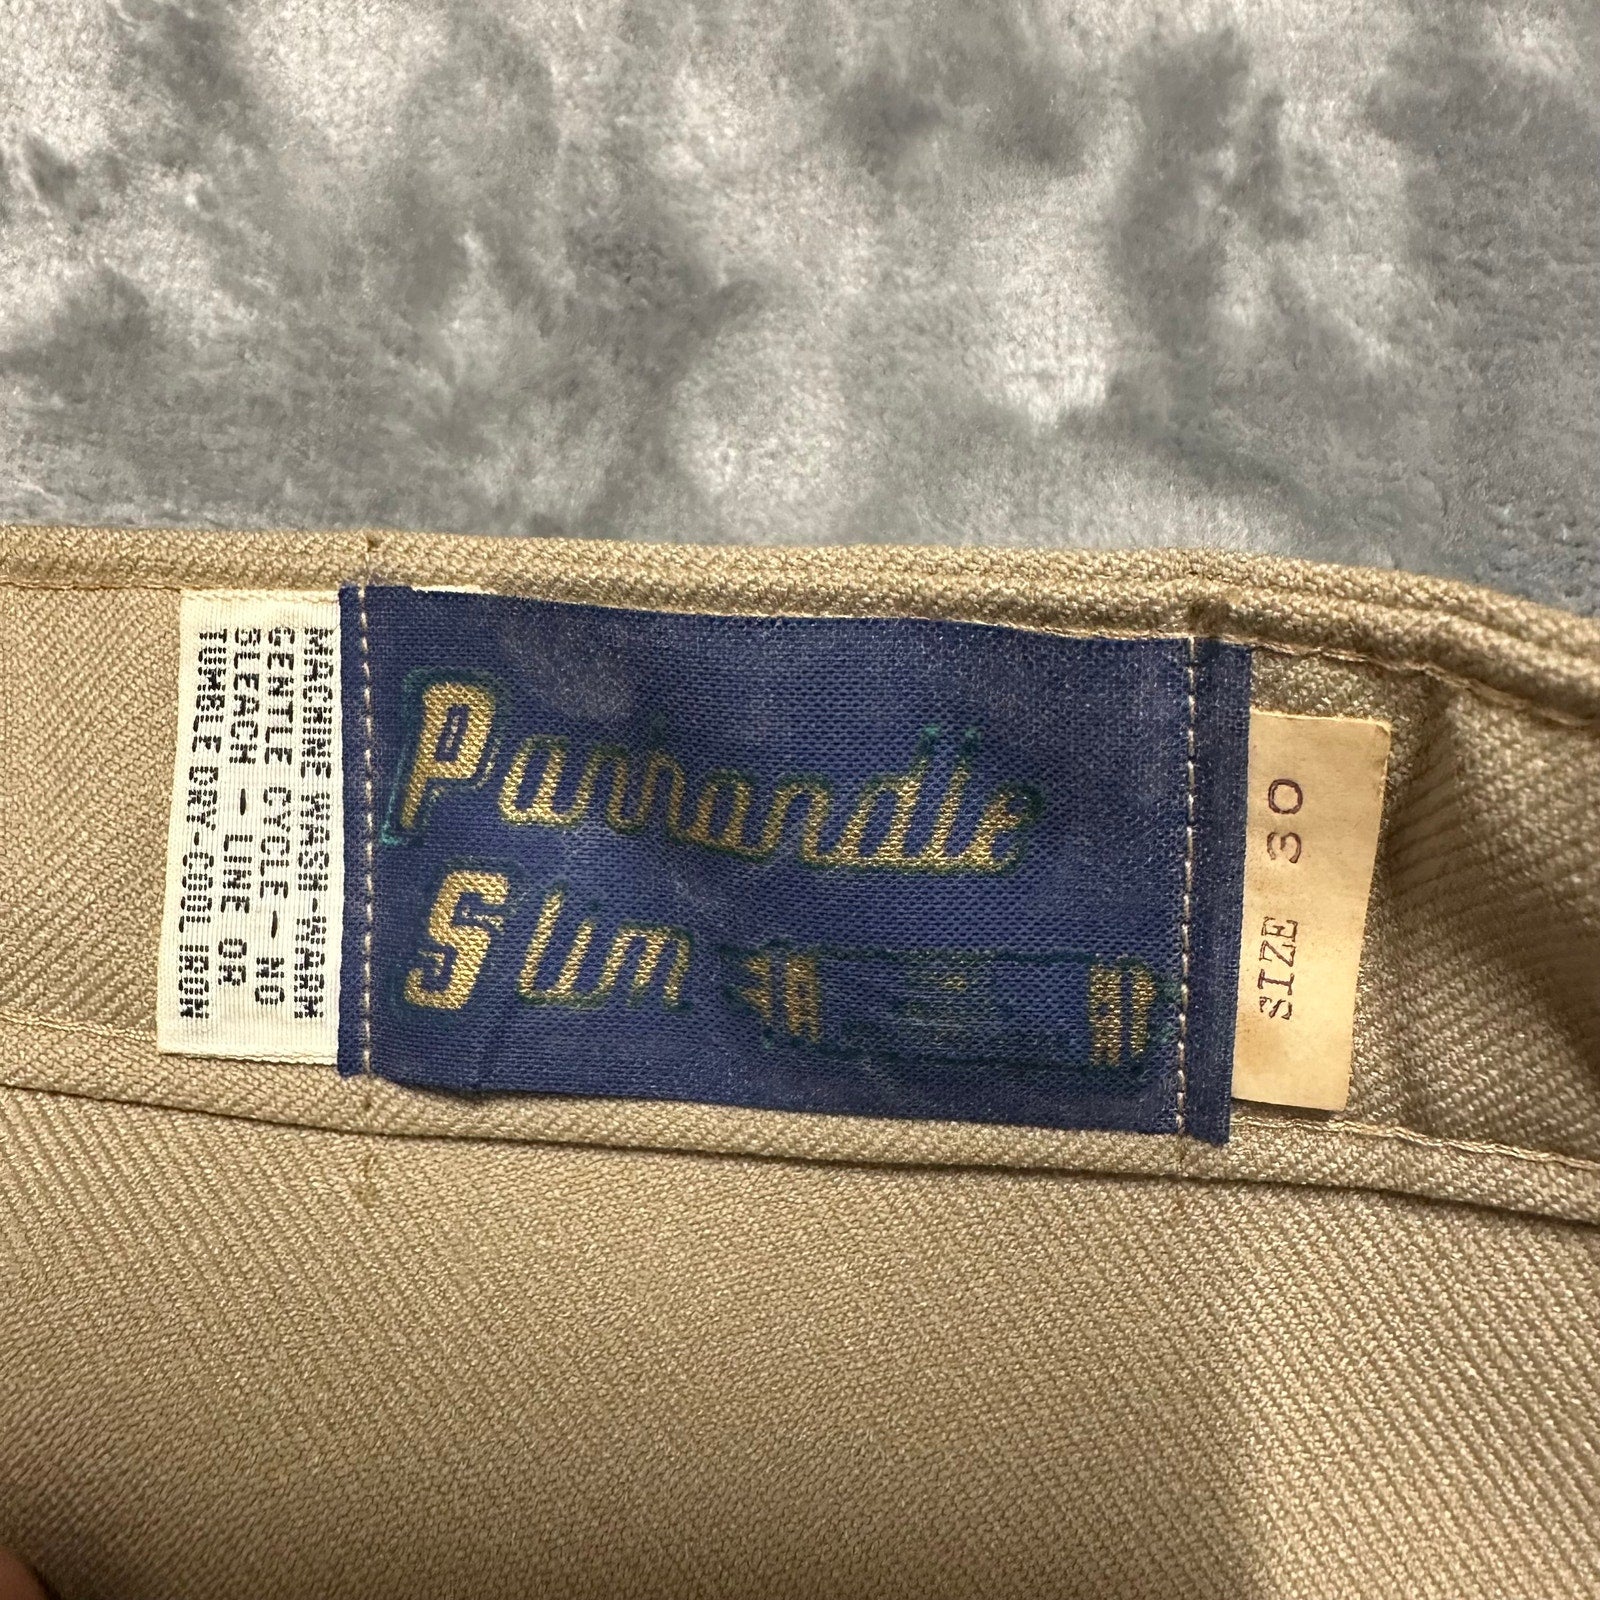 MACHINE WASH-WARM
GENTLE CYCLE - NO
BLEACH - LINE OR
TUMBLE DRY-COOL IRON
Panhandle
Slim
SIZE 30